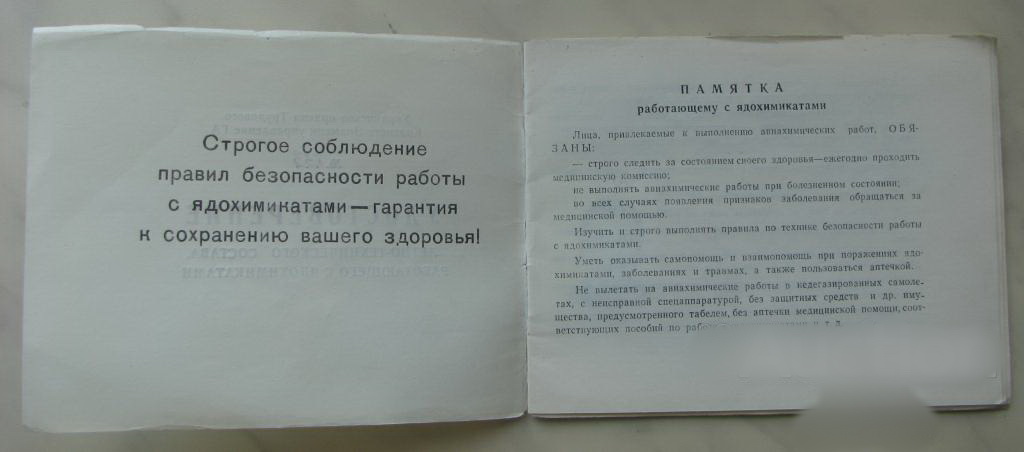 Строгое соблюдение
правил безопасности работы
с ядохимикатами—гарантия
к сохранению вашего здоровья!
ПАМЯТКА
работающему с ядохимикатами
Лица, привлекаемые к выполнению авиахимических работ, ОБЯ-
ЗАНЫ:
— строго следить за состоянием своего здоровья—ежегодно проходить
медицинскую комиссию;
не выполнять авиахимические работы при болезненном состоянии;
во всех случаях появления признаков заболевания обращаться за
медицинской помощью.
Изучить и строго выполнять правила по технике безопасности работы
с ядохимикатами.
Уметь оказывать самопомощь и взаимопомощь при поражениях ядо-
химикатами, заболеваниях и травмах, а также пользоваться аптечкой.
Не вылетать на авиахимические работы в недегазированных самоле-
тах, с неисправной спецаппаратурой, без защитных средств и др. иму-
щества, предусмотренного табелем, без аптечки медицинской помощи, соот-
ветствующих пособий по и т. д.